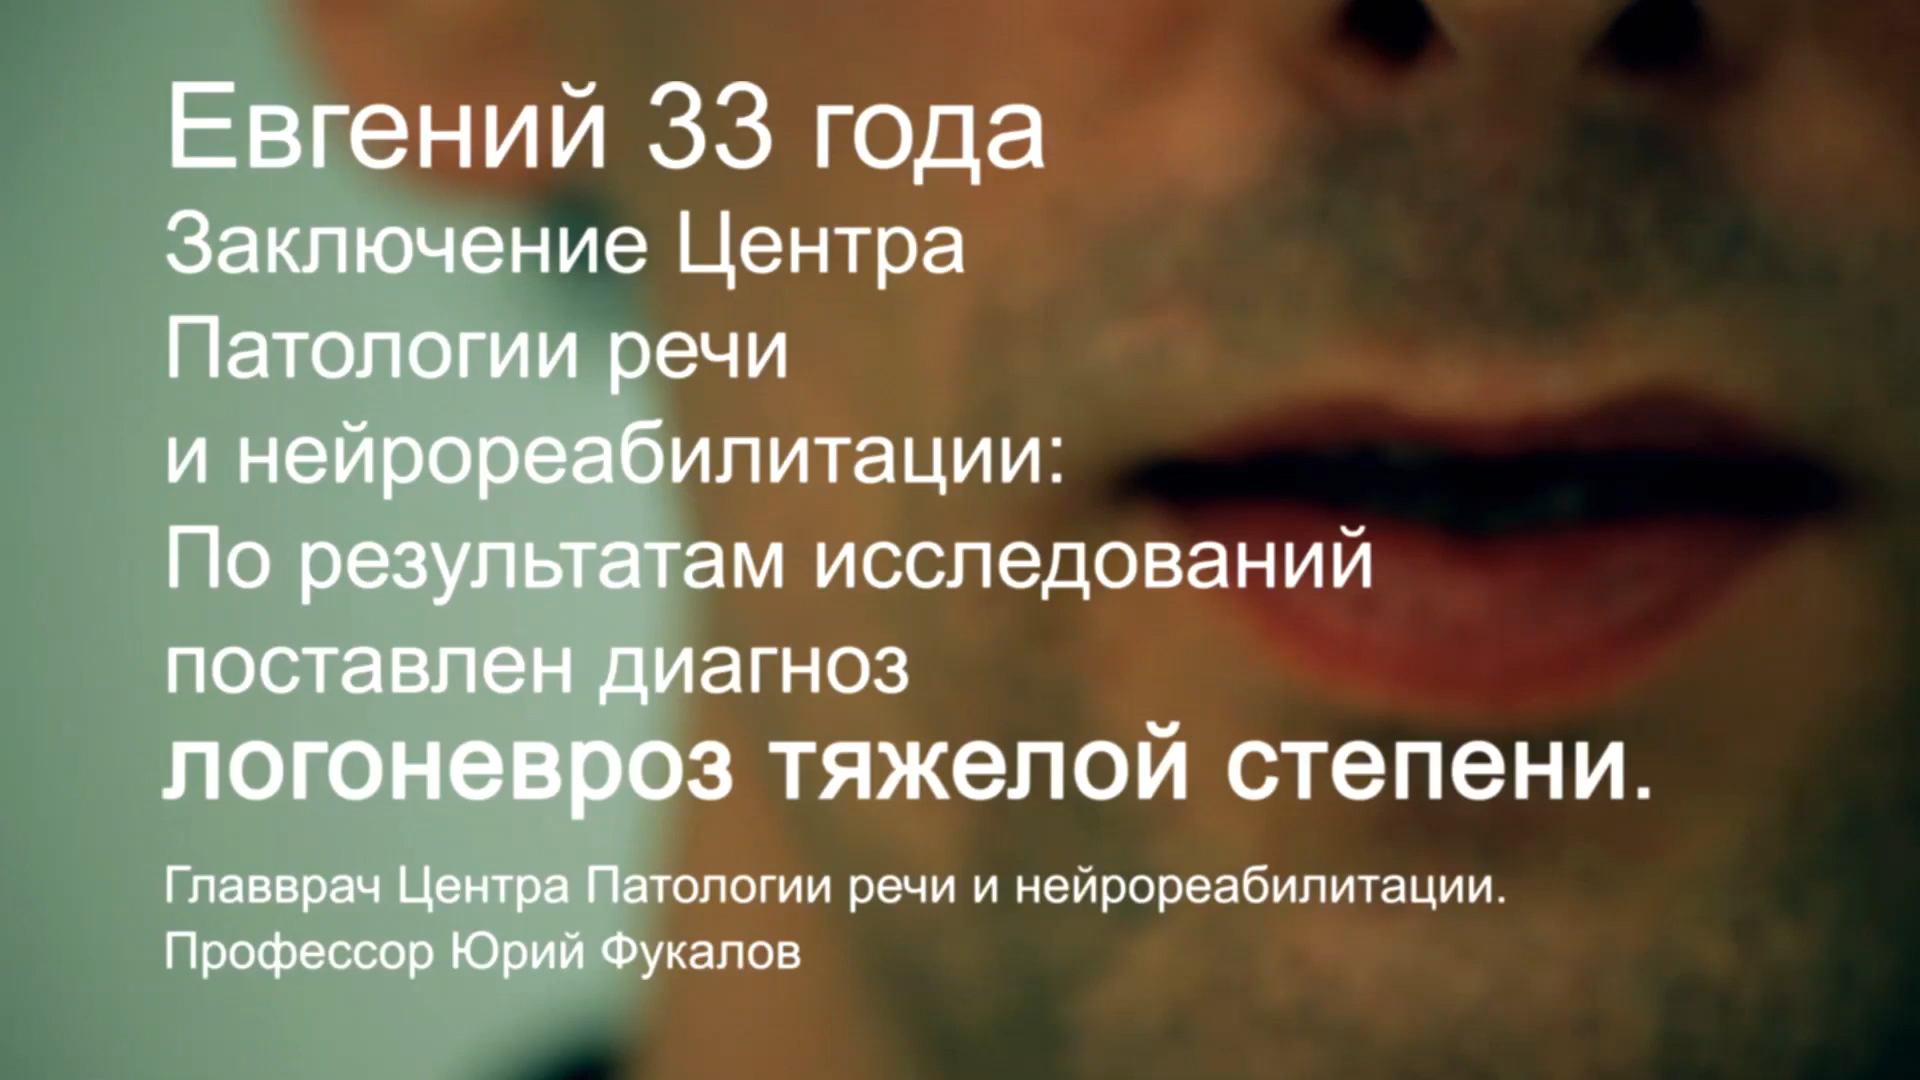 Евгений 33 года
Заключение Центра
Патологии речи
и нейрореабилитации:
По результатам исследований
поставлен диагноз
логоневроз тяжелой степени.
Главврач Центра Патологии речи и нейрореабилитации.
Профессор Юрий Фукалов